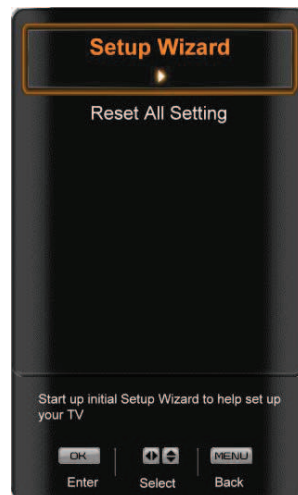 Setup Wizard
Reset All Setting
Start up initial Setup Wizard to help set up
your TV
OK
MENU
Enter
Select
Back